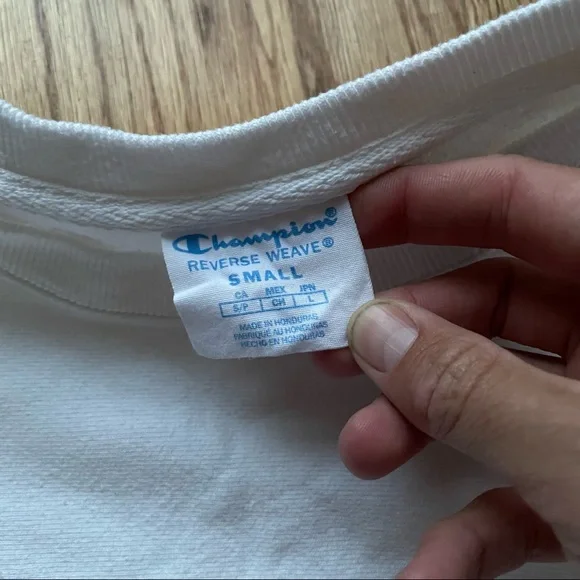 Champion®
REVERSE WEAVE®
SMALL
CA MEX JPN
S/P CH L
MADE IN HONDURAS
FABRIQUÉ AU HONDURAS
HECHO EN HONDURAS